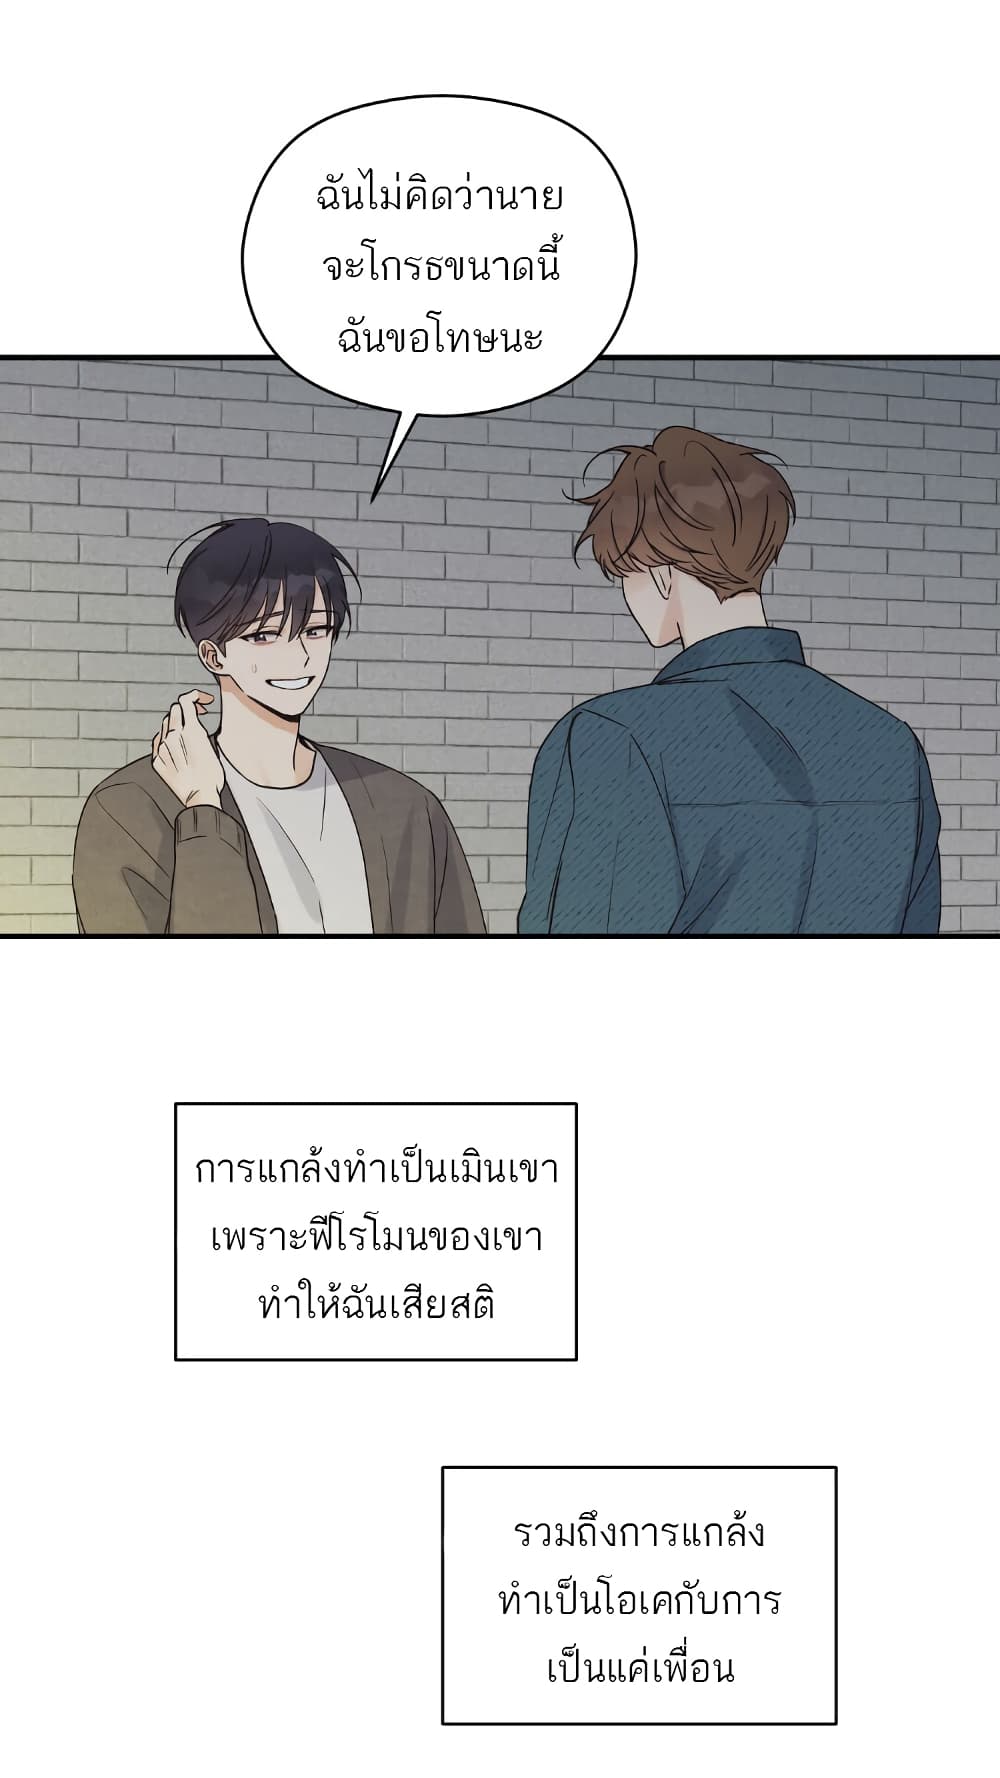 ฉันไม่คิดว่านาย
จะโกรธขนาดนี้
ฉันขอโทษนะ
การแกล้งทำเป็นเมินเขา
เพราะฟีโรโมนของเขา
ทำให้ฉันเสียสติ
รวมถึงการแกล้ง
ทำเป็นโอเคกับการ
เป็นแค่เพื่อน